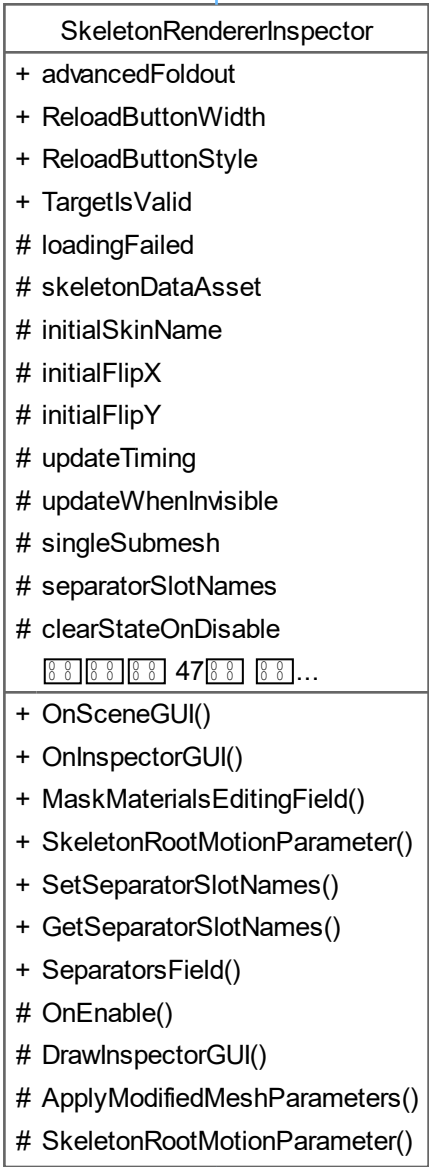 SkeletonRendererInspector
+ advancedFoldout
+ ReloadButtonWidth
+ ReloadButtonStyle
+ TargetIsValid
# loadingFailed
# skeletonDataAsset
# initialSkinName
# initialFlipX
# initialFlipY
# updateTiming
# updateWhenInvisible
# singleSubmesh
# separatorSlotNames
# clearStateOnDisable
47 ...
+ OnSceneGUI()
+ OnInspectorGUI()
+ MaskMaterialsEditingField()
+ SkeletonRootMotionParameter()
+ SetSeparatorSlotNames()
+ GetSeparatorSlotNames()
+ SeparatorsField()
# OnEnable()
# DrawInspectorGUI()
# ApplyModifiedMeshParameters()
# SkeletonRootMotionParameter()